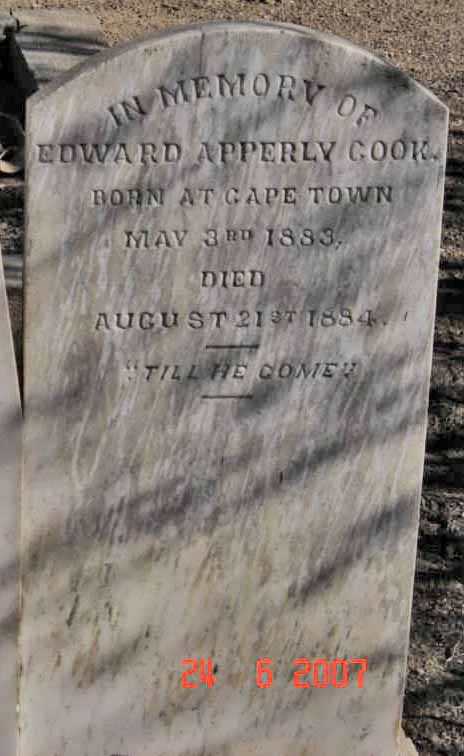 IN MEMORY OF
EDWARD APPERLY COOK.
BORN AT CAPE TOWN
MAY 3RD 1883,
DIED
AUGUST 21ST 1884.
"TILL HE COME"
24 6 2007